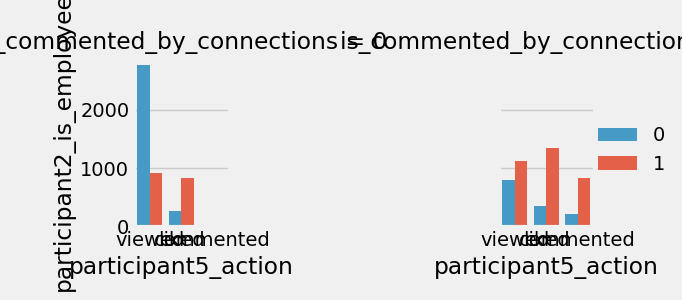 _commented_by_connections = 0
is_commented_by_connection
participant2_is_employee
2000
1000
0
0
1
viewed
commented
viewed
commented
participant5_action
participant5_action